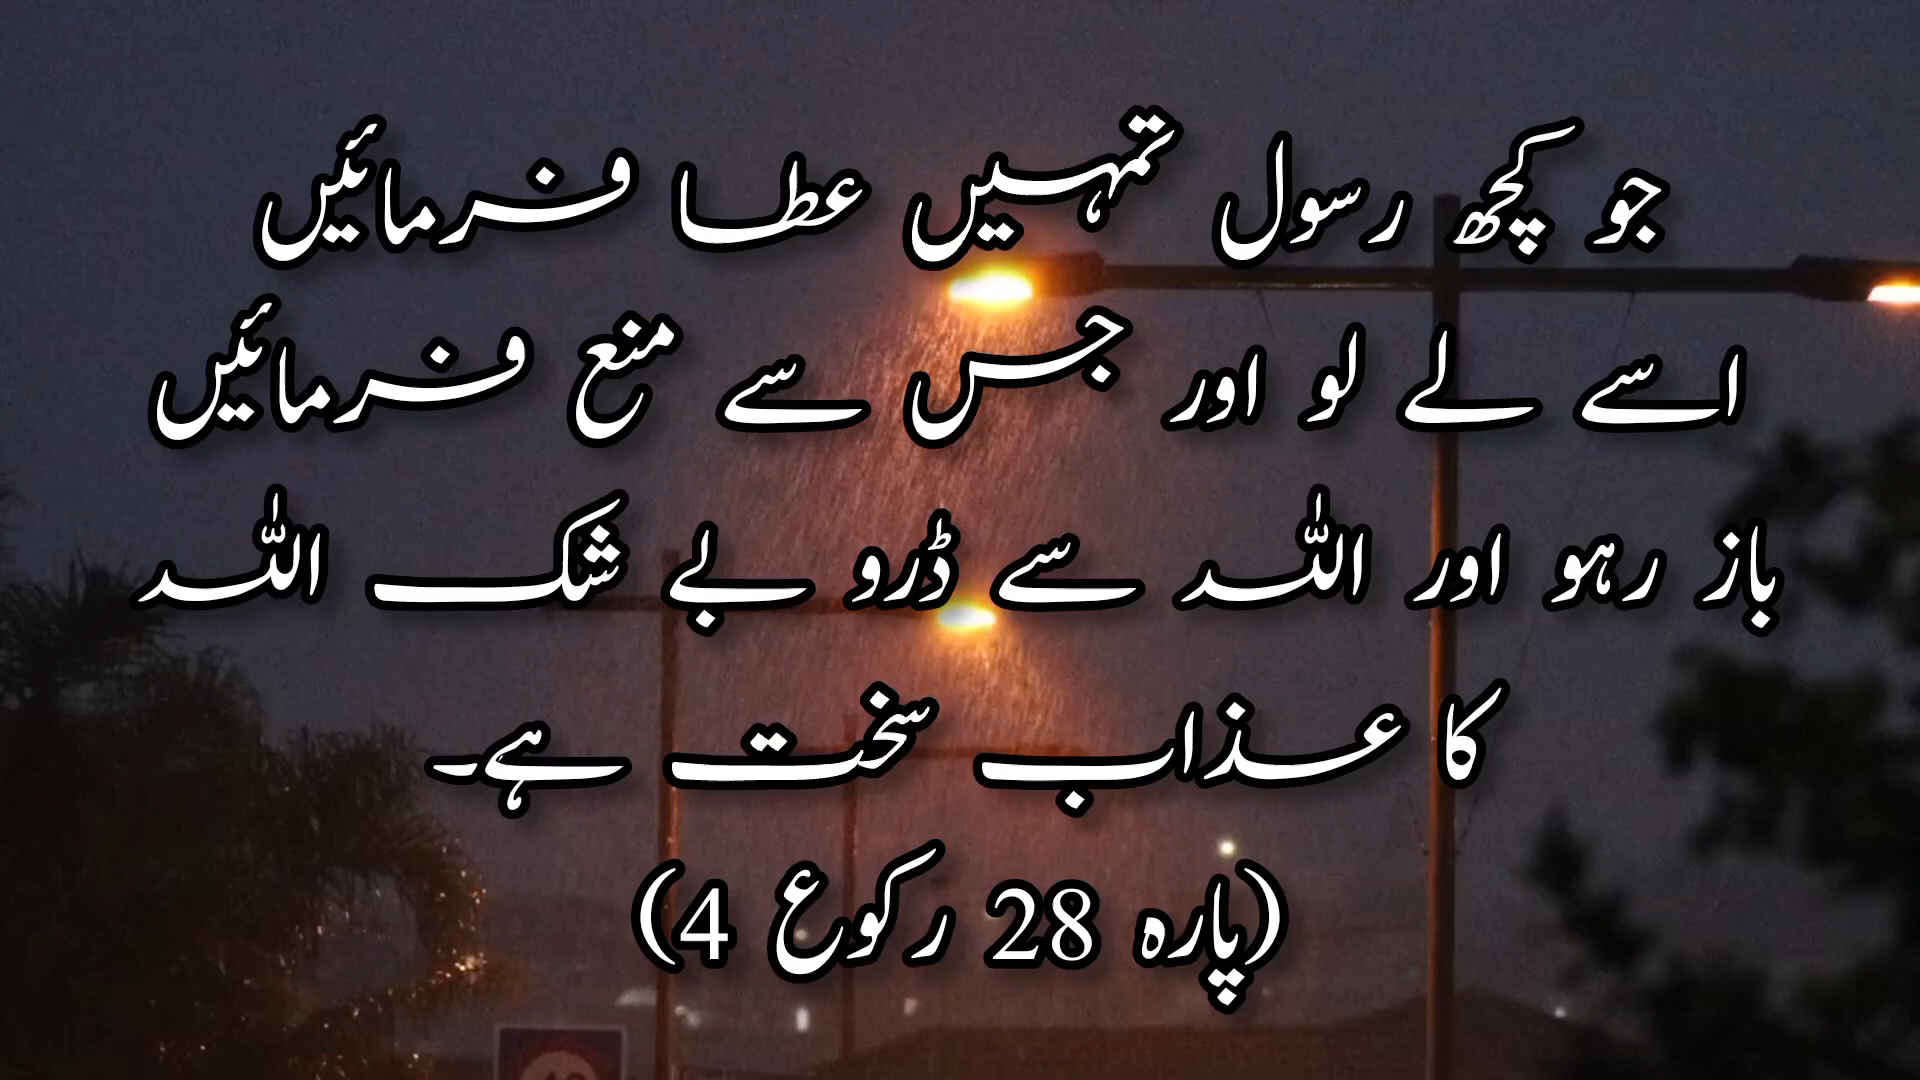 جو کچھ رسول تمہیں عطا فرمائیں
اسے لے لو اور جس سے منع فرمائیں
باز رہو اور اللہ سے ڈرو بے شک اللہ
کا عذاب سخت ہے۔
(پارہ 28 رکوع 4)